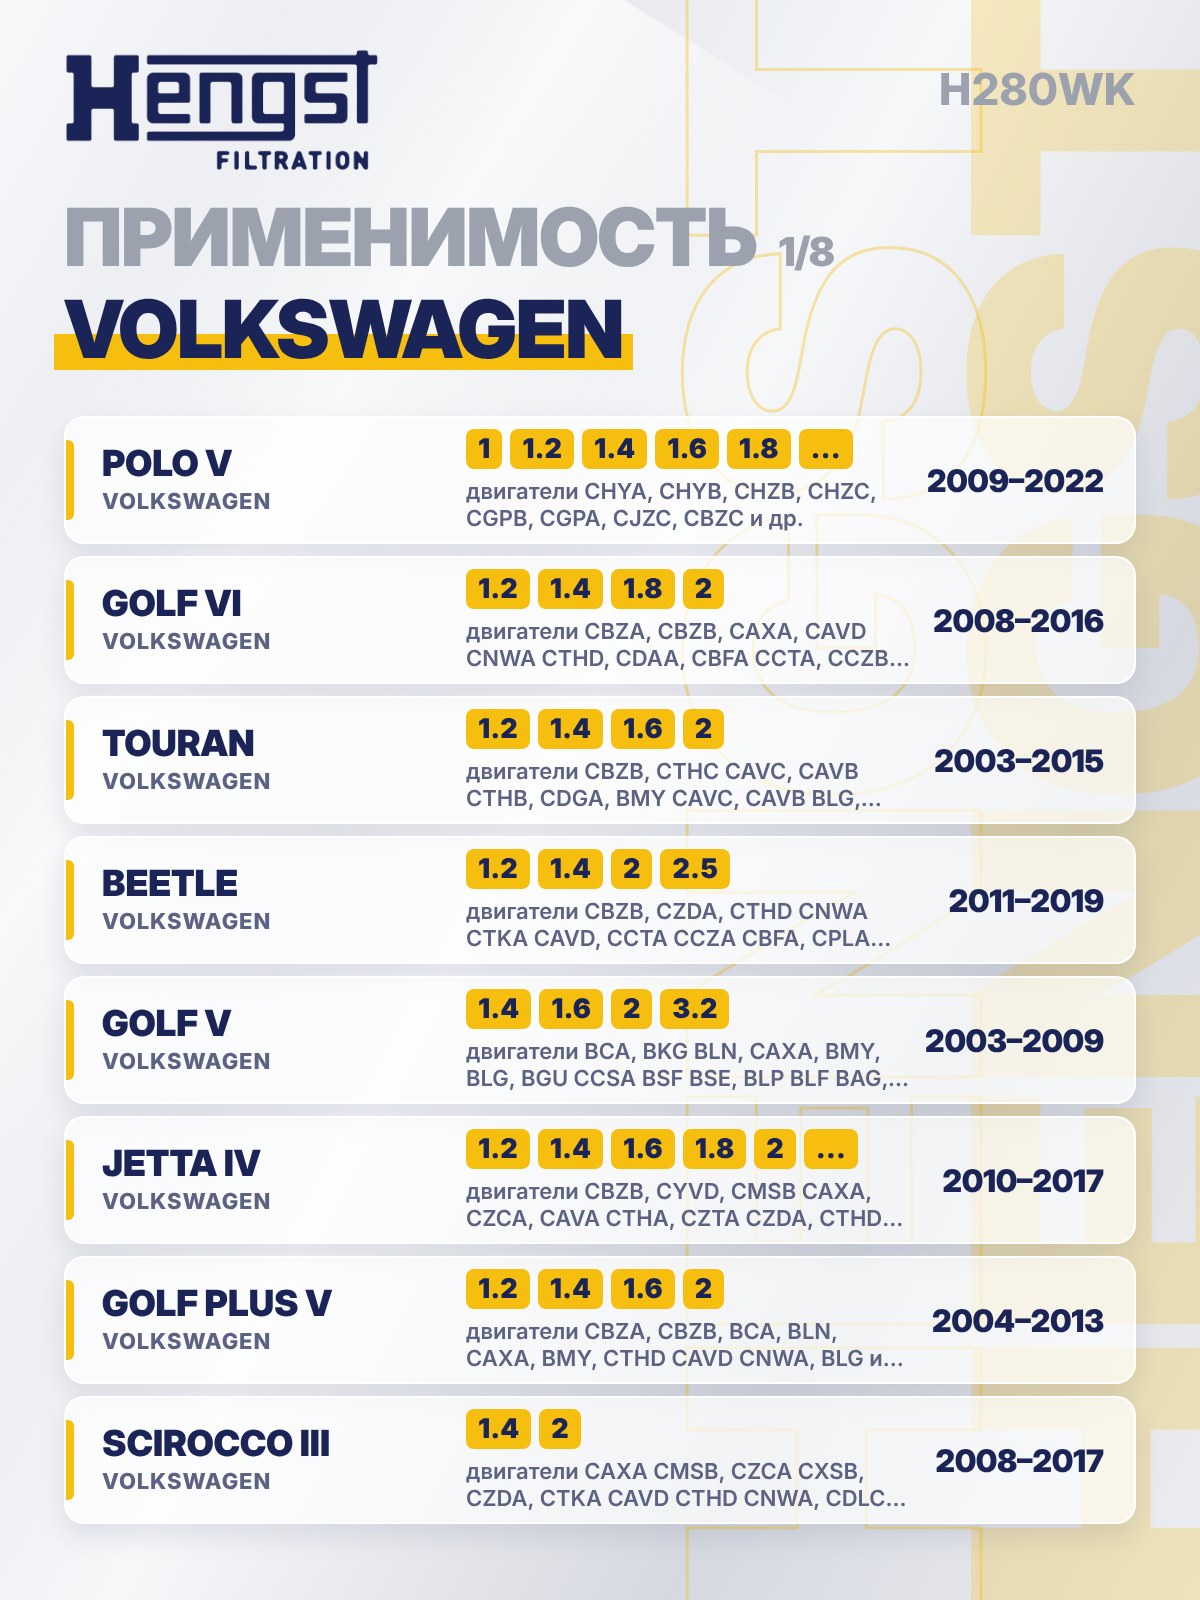 Hengst
FILTRATION
H280WK
ПРИМЕНИМОСТЬ 1/8
VOLKSWAGEN
POLO V
VOLKSWAGEN
1 1.2 1.4 1.6 1.8 ...
двигатели CHYA, CHYB, CHZB, CHZC,
CGPB, CGPA, CJZC, CBZC и др.
2009–2022
GOLF VI
VOLKSWAGEN
1.2 1.4 1.8 2
двигатели CBZA, CBZB, CAXA, CAVD
CNWA CTHD, CDAA, CBFA CCTA, CCZB...
2008–2016
TOURAN
VOLKSWAGEN
1.2 1.4 1.6 2
двигатели CBZB, CTHC CAVC, CAVB
CTHB, CDGA, BMY CAVC, CAVB BLG,...
2003–2015
BEETLE
VOLKSWAGEN
1.2 1.4 2 2.5
двигатели CBZB, CZDA, CTHD CNWA
CTKA CAVD, CCTA CCZA CBFA, CPLA...
2011–2019
GOLF V
VOLKSWAGEN
1.4 1.6 2 3.2
двигатели BCA, BKG BLN, CAXA, BMY,
BLG, BGU CCSA BSF BSE, BLP BLF BAG,...
2003–2009
JETTA IV
VOLKSWAGEN
1.2 1.4 1.6 1.8 2 ...
двигатели CBZB, CYVD, CMSB CAXA,
CZCA, CAVA CTHA, CZTA CZDA, CTHD...
2010–2017
GOLF PLUS V
VOLKSWAGEN
1.2 1.4 1.6 2
двигатели CBZA, CBZB, BCA, BLN,
CAXA, BMY, CTHD CAVD CNWA, BLG и...
2004–2013
SCIROCCO III
VOLKSWAGEN
1.4 2
двигатели CAXA CMSB, CZCA CXSB,
CZDA, CTKA CAVD CTHD CNWA, CDLC...
2008–2017
HENGST